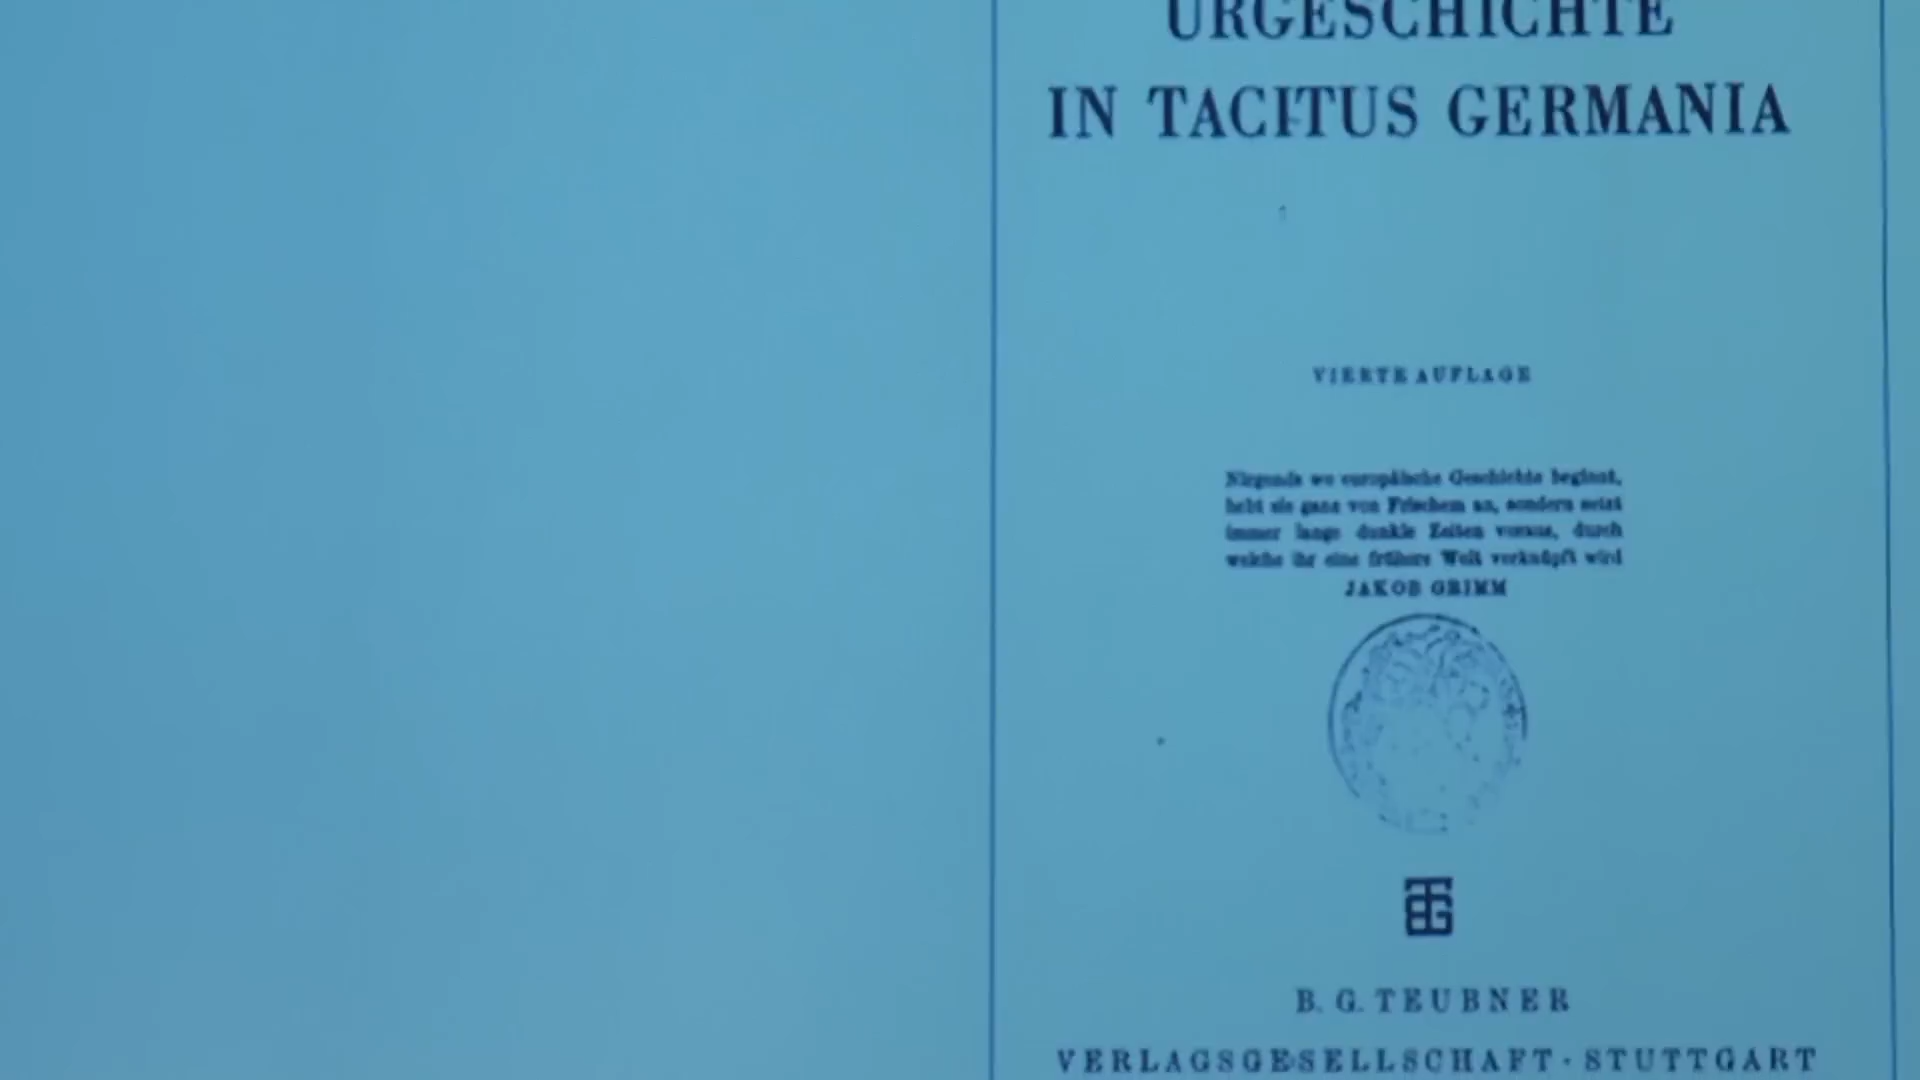 URGESCHICHTE
IN TACITUS GERMANIA
VIERTE AUFLAGE
Nirgends wo europäische Geschichte beginnt,
hebt sie ganz von Frischem an, sondern setzt
immer lange dunkle Zeiten voraus, durch
welche ihr eine frühere Welt verknüpft wird
JAKOB GRIMM
B. G. TEUBNER
VERLAGSGESELLSCHAFT · STUTTGART